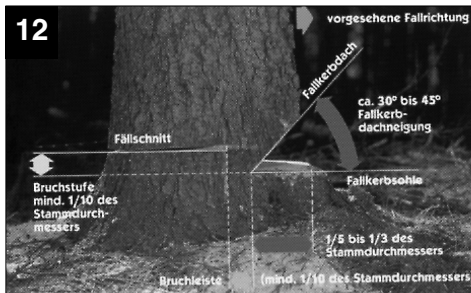 12
vorgesehene Fallrichtung
Fallkerbdach
ca. 30° bis 45°
Fallkerb-
dachneigung
Fällschnitt
Fallkerbsohle
Bruchstufe
mind. 1/10 des
Stammdurch-
messers
1/5 bis 1/3 des
Stammdurchmessers
Bruchleiste
(mind. 1/10 des Stammdurchmessers